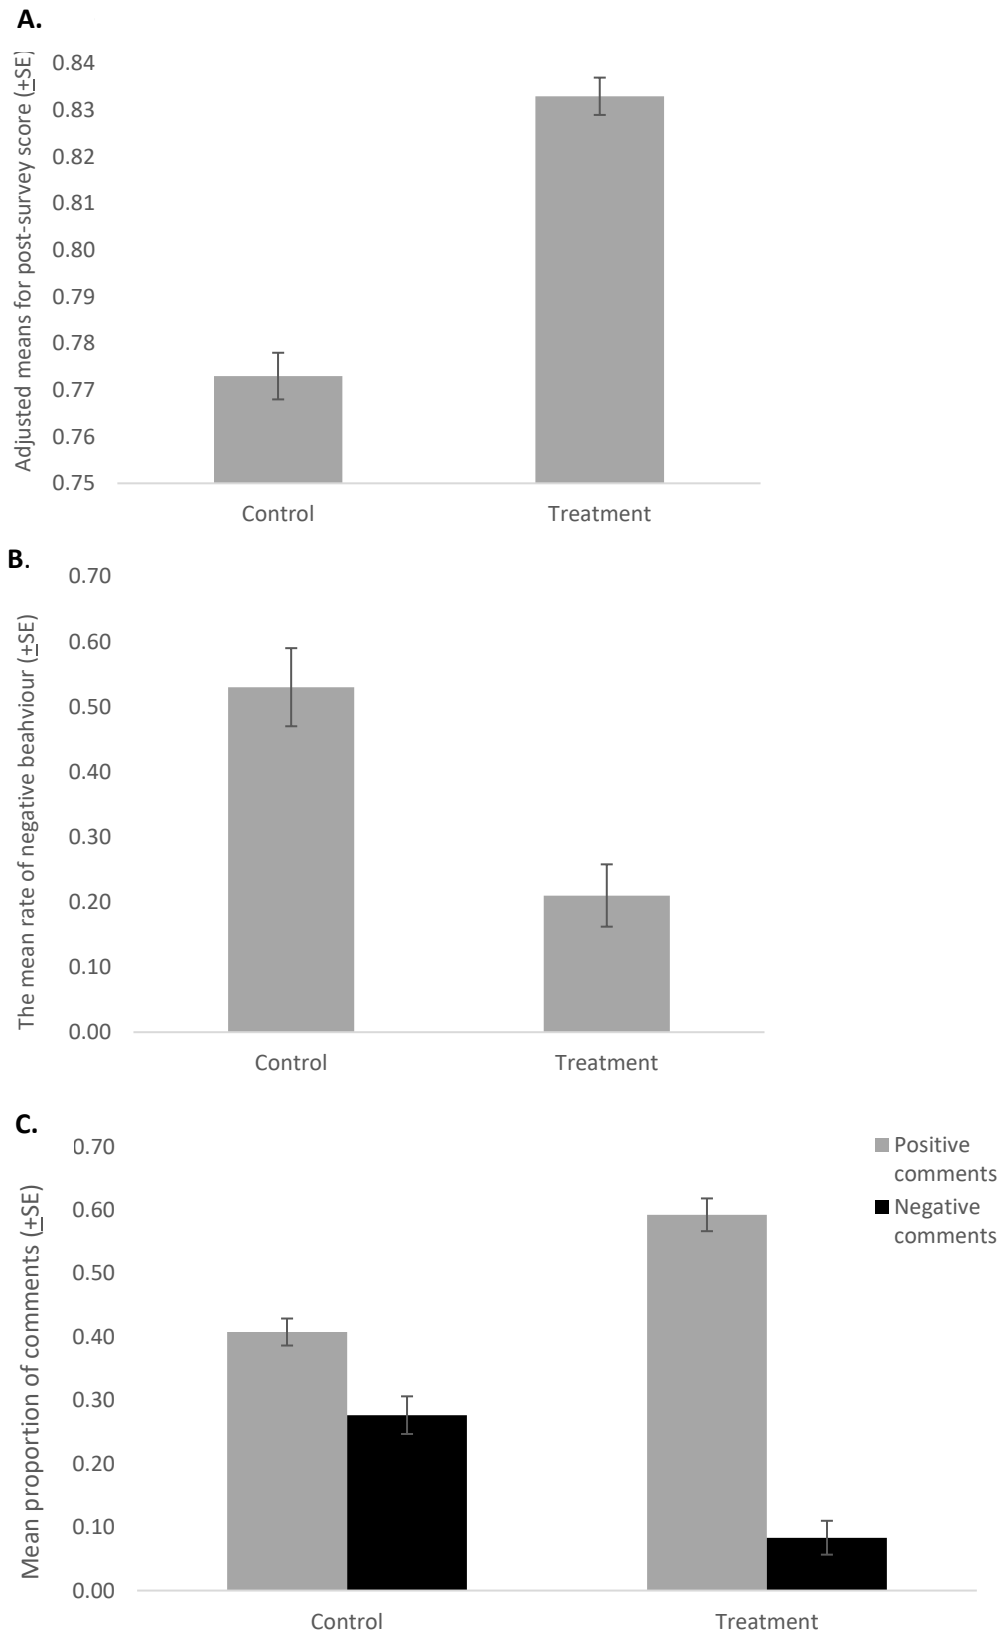 A.
Adjusted means for post-survey score (±SE)
0.84
0.83
0.82
0.81
0.80
0.79
0.78
0.77
0.76
0.75
Control Treatment
B.
The mean rate of negative beahviour (±SE)
0.70
0.60
0.50
0.40
0.30
0.20
0.10
0.00
Control Treatment
C.
Mean proportion of comments (±SE)
0.70
0.60
0.50
0.40
0.30
0.20
0.10
0.00
Control Treatment
Positive
comments
Negative
comments